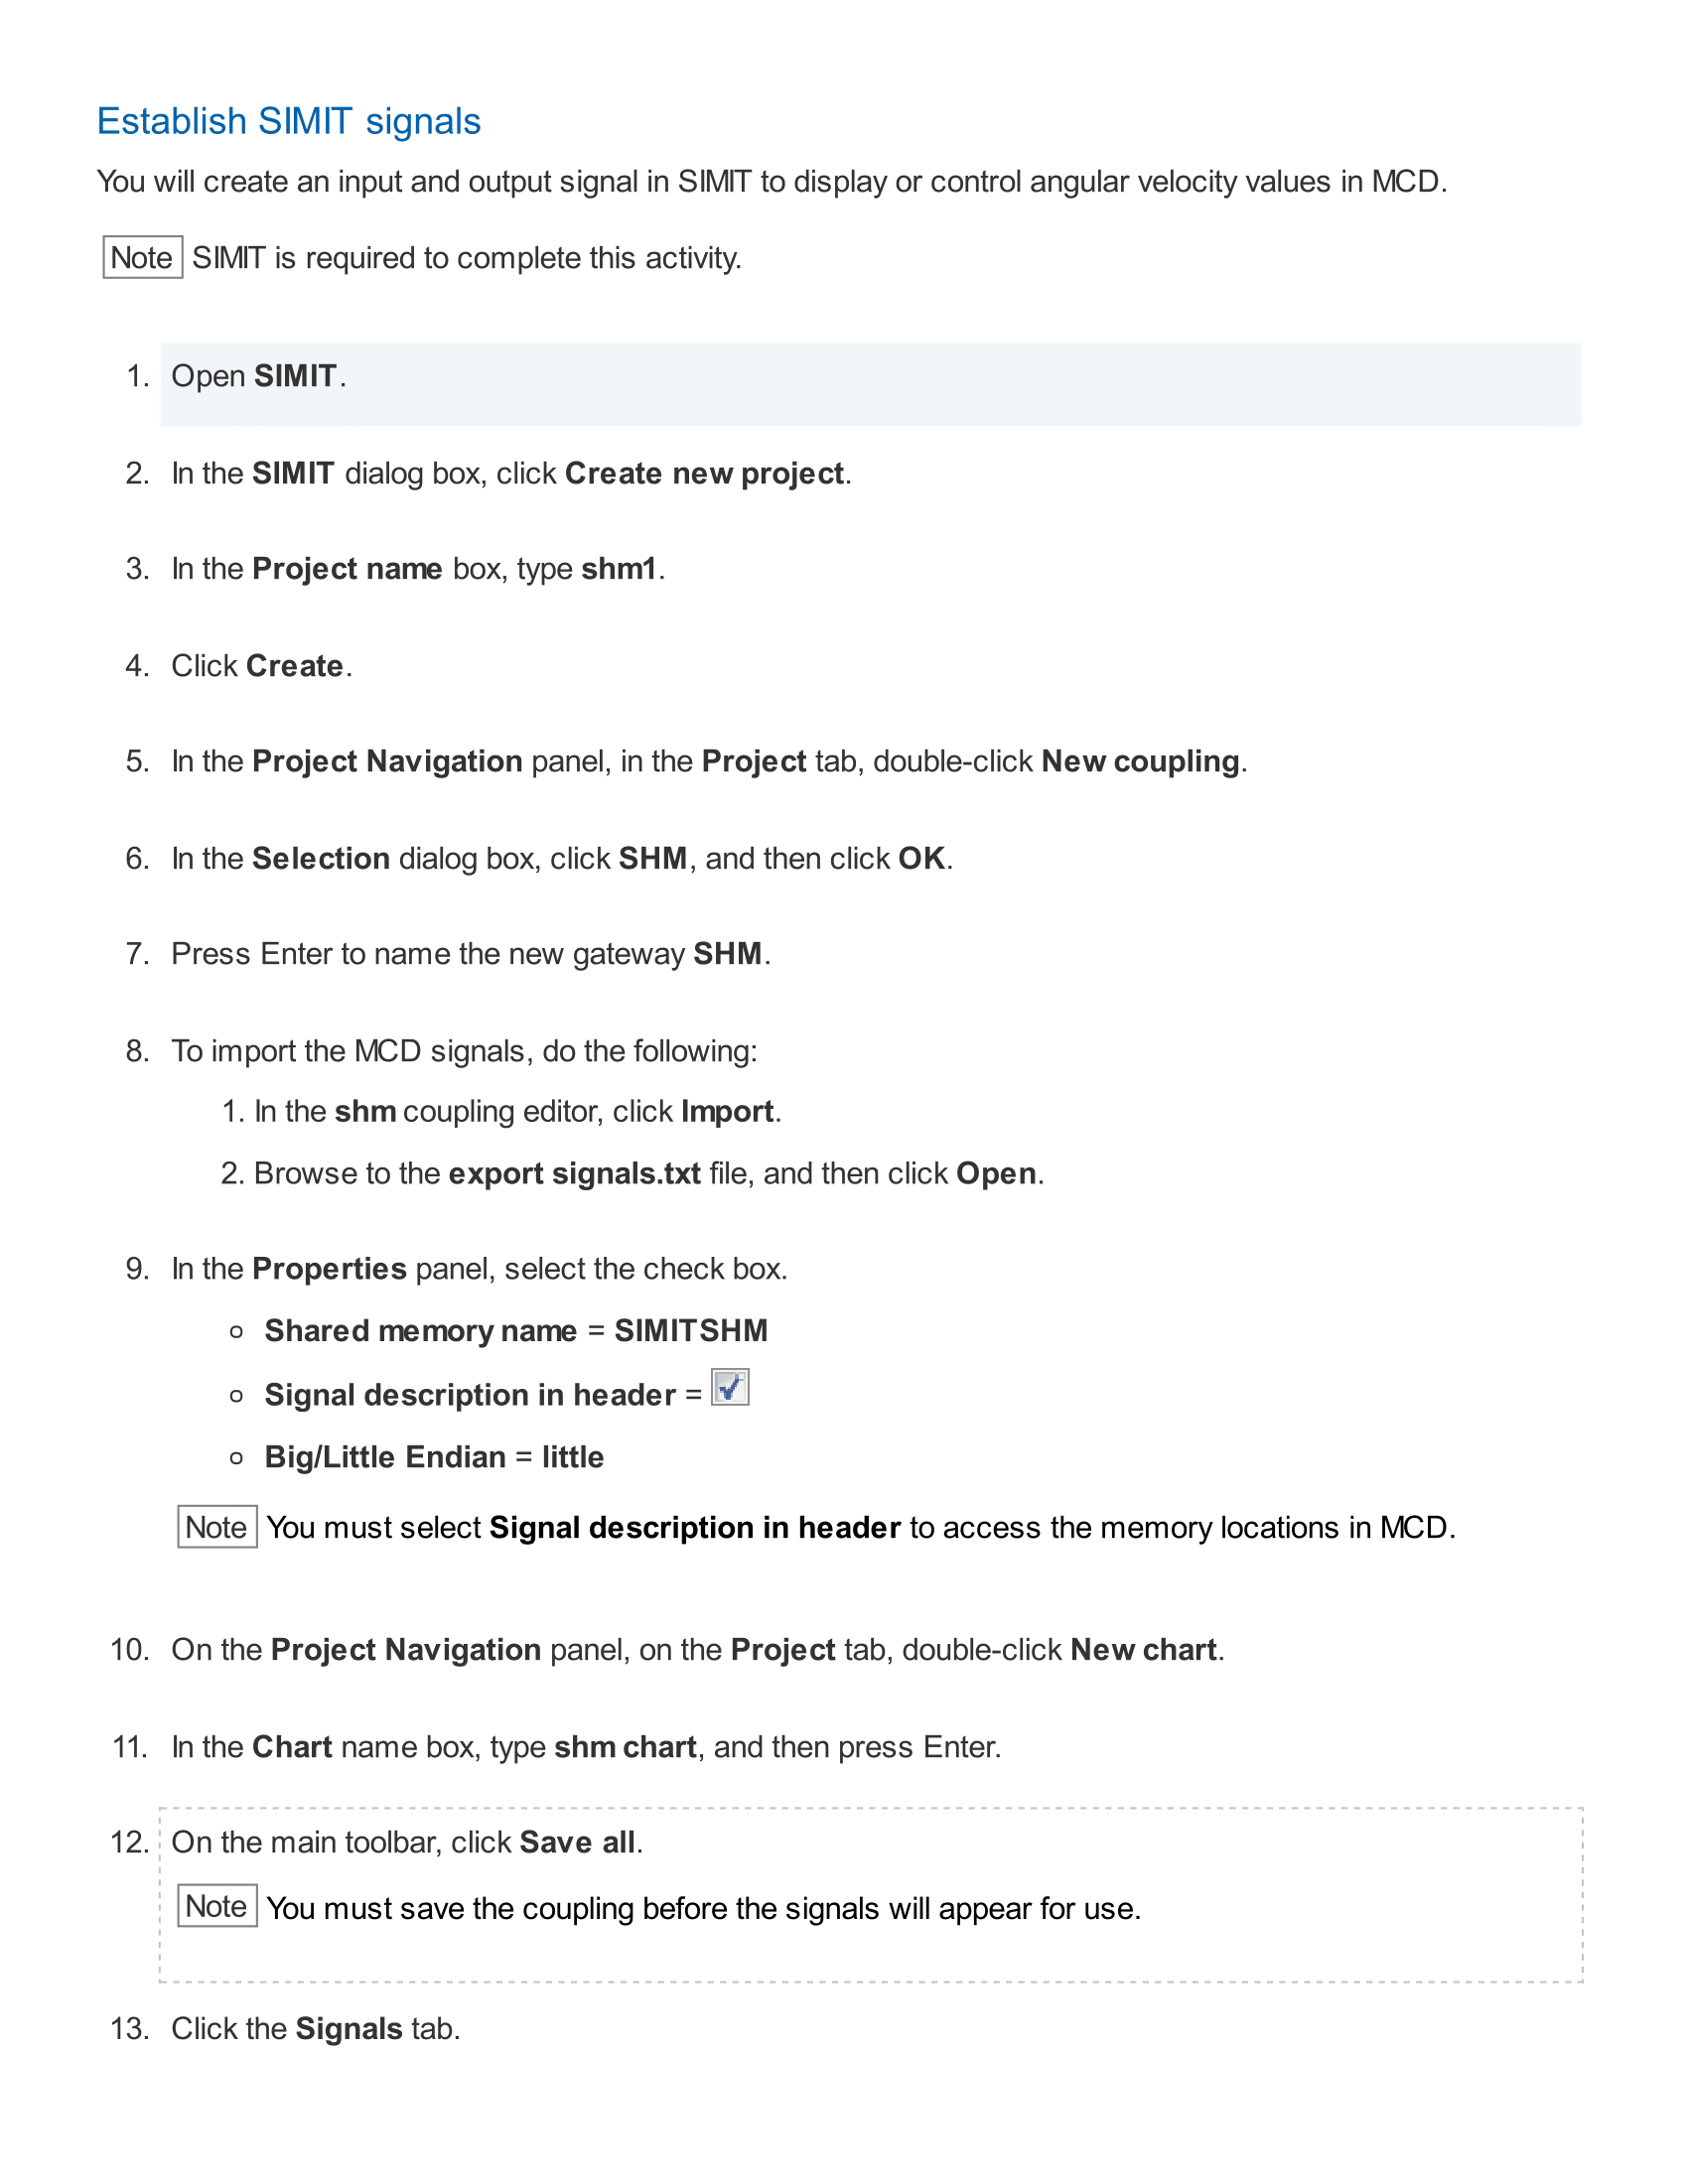 Establish SIMIT signals
You will create an input and output signal in SIMIT to display or control angular velocity values in MCD.
Note SIMIT is required to complete this activity.
1. Open SIMIT.
2. In the SIMIT dialog box, click Create new project.
3. In the Project name box, type shm1.
4. Click Create.
5. In the Project Navigation panel, in the Project tab, double-click New coupling.
6. In the Selection dialog box, click SHM, and then click OK.
7. Press Enter to name the new gateway SHM.
8. To import the MCD signals, do the following:
1. In the shm coupling editor, click Import.
2. Browse to the export signals.txt file, and then click Open.
9. In the Properties panel, select the check box.
o Shared memory name = SIMITSHM
o Signal description in header =
o Big/Little Endian = little
Note You must select Signal description in header to access the memory locations in MCD.
10. On the Project Navigation panel, on the Project tab, double-click New chart.
11. In the Chart name box, type shm chart, and then press Enter.
12. On the main toolbar, click Save all.
Note You must save the coupling before the signals will appear for use.
13. Click the Signals tab.